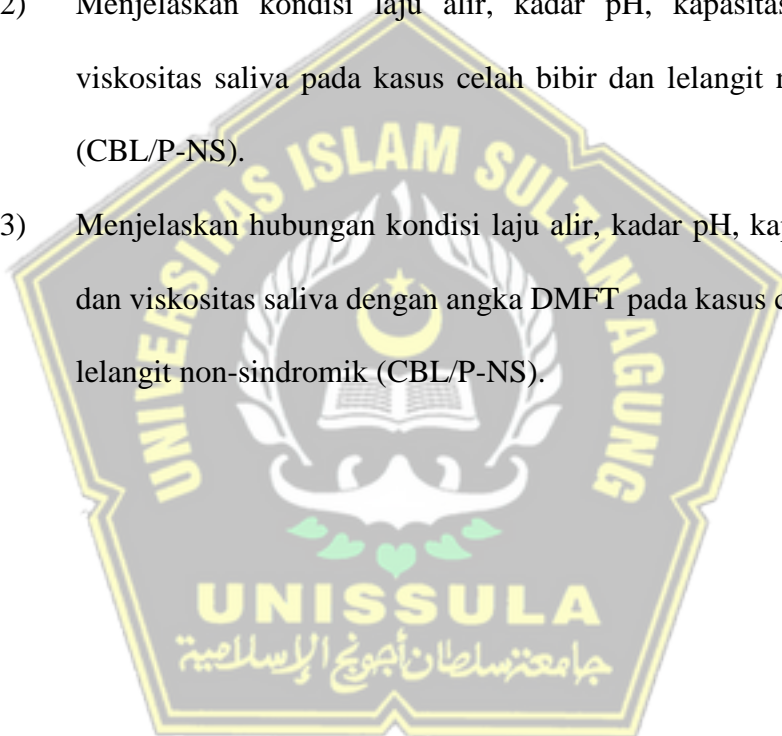 2) Menjelaskan kondisi laju alir, kadar pH, kapasitas
viskositas saliva pada kasus celah bibir dan lelangit
(CBL/P-NS).
3) Menjelaskan hubungan kondisi laju alir, kadar pH,
dan viskositas saliva dengan angka DMFT pada kasus
lelangit non-sindromik (CBL/P-NS).
UNIVERSITAS ISLAM SULTAN AGUNG
UNISSULA
جامعة سلطان أجونج الإسلامية